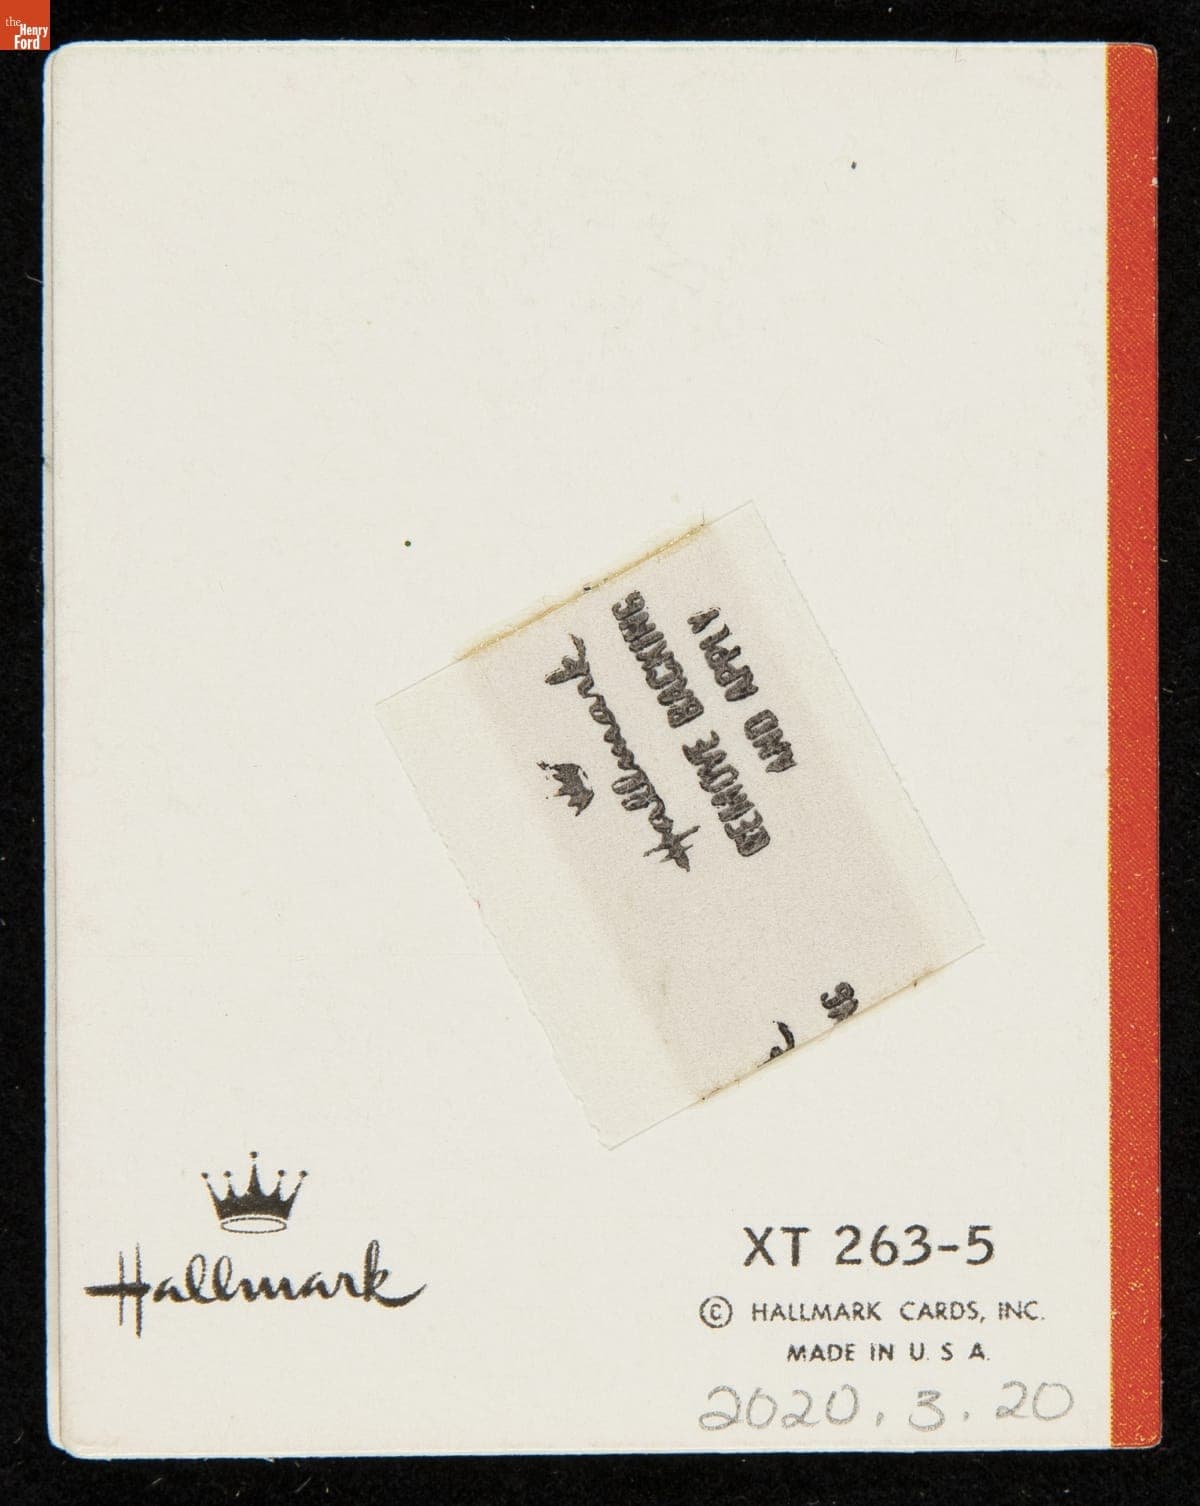 the
Henry
Ford
Hallmark
REMOVE BACKING
AND APPLY
Hallmark
XT 263-5
© HALLMARK CARDS, INC.
MADE IN U. S A.
2020. 3. 20